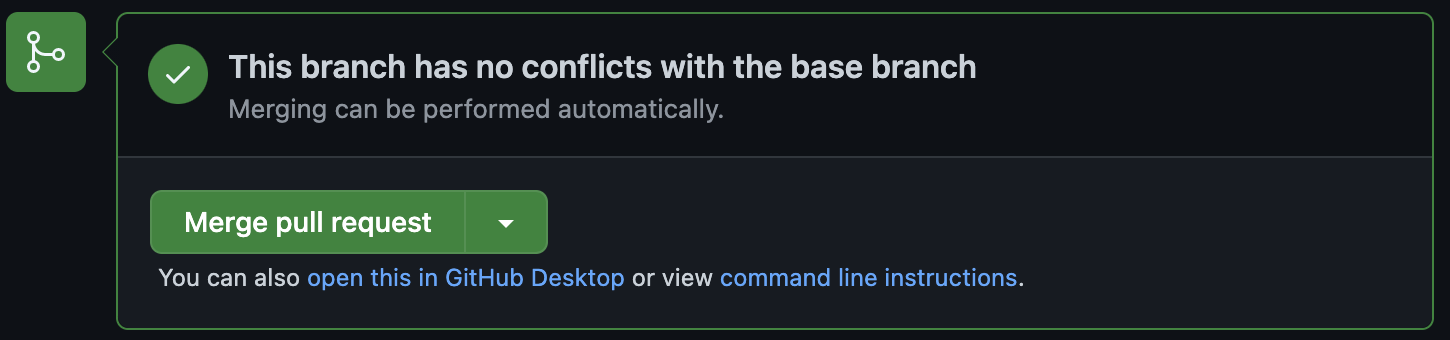 This branch has no conflicts with the base branch
Merging can be performed automatically.
Merge pull request
You can also open this in GitHub Desktop or view command line instructions.